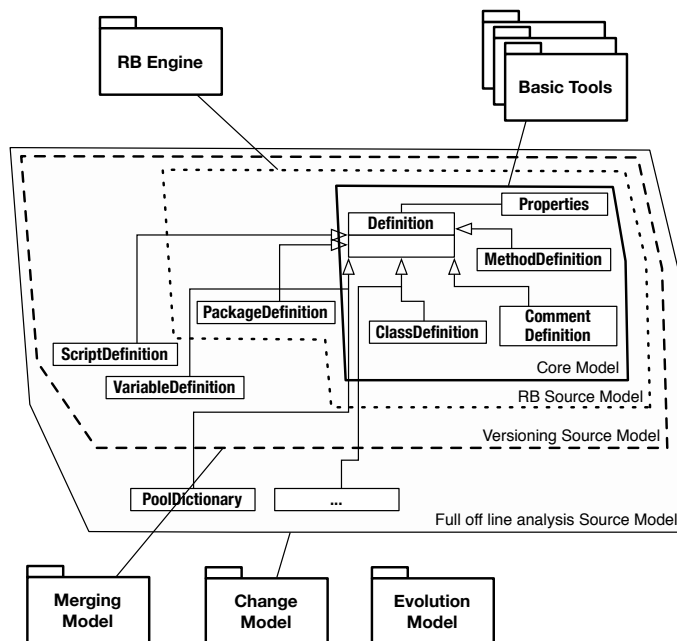 RB Engine
Basic Tools
Properties
Definition
MethodDefinition
PackageDefinition
Comment
Definition
ClassDefinition
ScriptDefinition
Core Model
VariableDefinition
RB Source Model
Versioning Source Model
PoolDictionary
...
Full off line analysis Source Model
Merging
Model
Change
Model
Evolution
Model